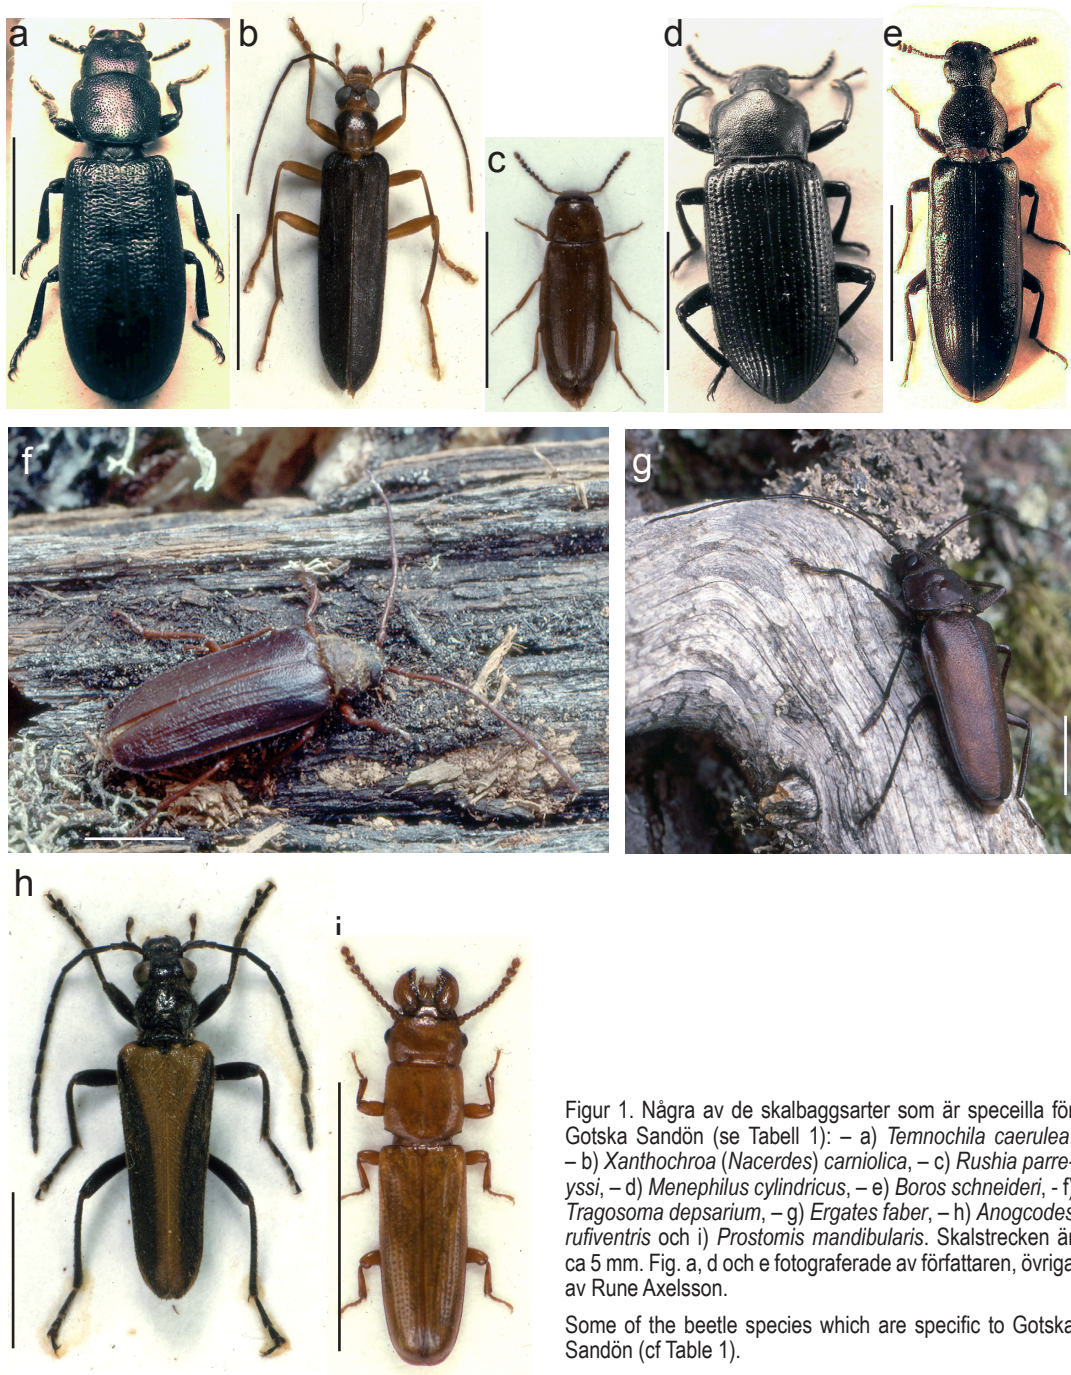 a
b
c
d
e
f
g
h
i
Figur 1. Några av de skalbaggsarter som är speceilla för
Gotska Sandön (se Tabell 1): – a) Temnochila caerulea,
– b) Xanthochroa (Nacerdes) carniolica, – c) Rushia parre-
yssi, – d) Menephilus cylindricus, – e) Boros schneideri, - f)
Tragosoma depsarium, – g) Ergates faber, – h) Anogcodes
rufiventris och i) Prostomis mandibularis. Skalstrecken är
ca 5 mm. Fig. a, d och e fotograferade av författaren, övriga
av Rune Axelsson.
Some of the beetle species which are specific to Gotska
Sandön (cf Table 1).